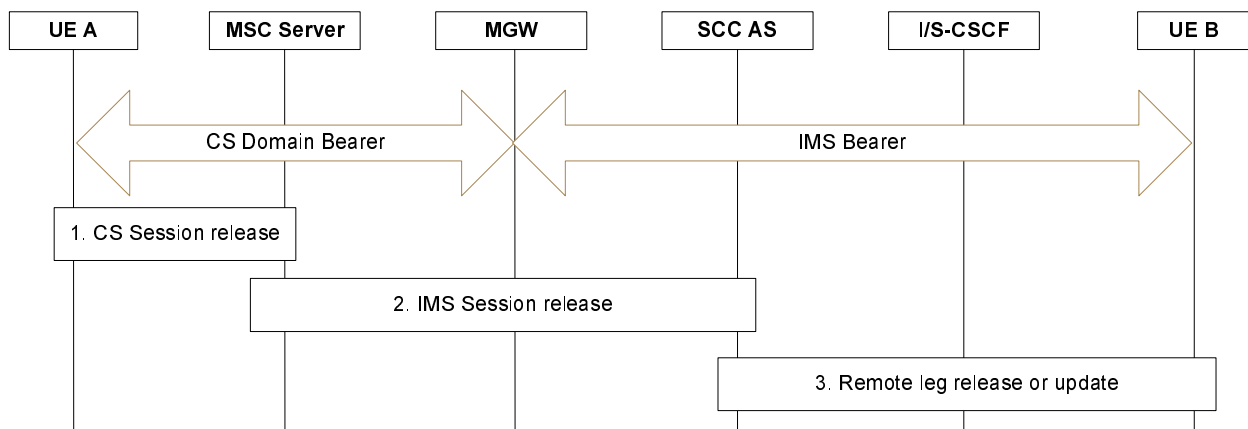 UE A
MSC Server
MGW
SCC AS
I/S-CSCF
UE B
CS Domain Bearer
IMS Bearer
1. CS Session release
2. IMS Session release
3. Remote leg release or update